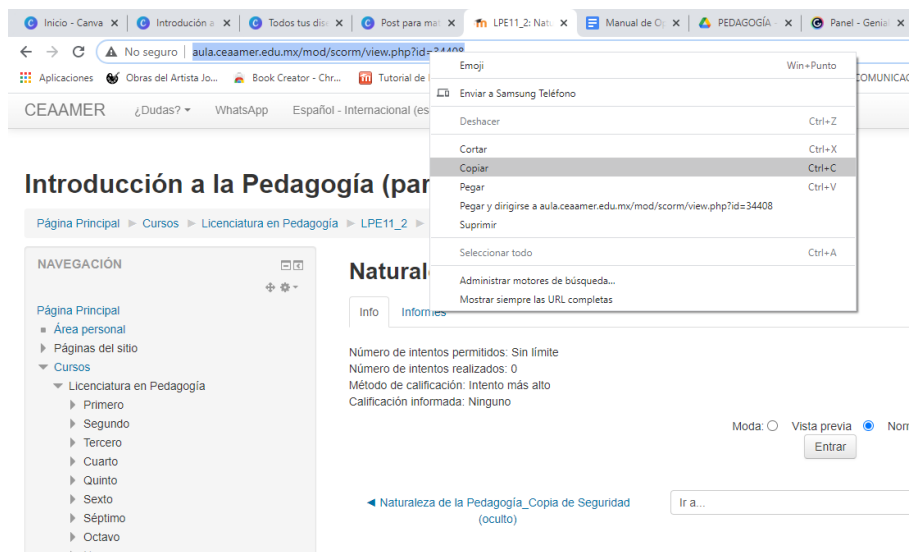 Inicio - Canva
Introducción a
Todos tus dise
Post para mat
LPE11_2: Natu
Manual de Op
PEDAGOGÍA -
Panel - Genial
No seguro
aula.ceaamer.edu.mx/mod/scorm/view.php?id=34408
Aplicaciones
Obras del Artista Jo...
Book Creator - Chr...
Tutorial de
COMUNICAC
CEAAMER
¿Dudas?
WhatsApp
Español - Internacional (es
Emoji Win+Punto
Enviar a Samsung Teléfono
Deshacer Ctrl+Z
Cortar Ctrl+X
Copiar Ctrl+C
Pegar Ctrl+V
Pegar y dirigirse a aula.ceaamer.edu.mx/mod/scorm/view.php?id=34408
Suprimir
Seleccionar todo Ctrl+A
Administrar motores de búsqueda...
Mostrar siempre las URL completas
Introducción a la Pedagogía (par
Página Principal
Cursos
Licenciatura en Pedagogía
LPE11_2
NAVEGACIÓN
Página Principal
Área personal
Páginas del sitio
Cursos
Licenciatura en Pedagogía
Primero
Segundo
Tercero
Cuarto
Quinto
Sexto
Séptimo
Octavo
Natural
Info
Informes
Número de intentos permitidos: Sin límite
Número de intentos realizados: 0
Método de calificación: Intento más alto
Calificación informada: Ninguno
Moda: Vista previa Norm
Entrar
◄ Naturaleza de la Pedagogía_Copia de Seguridad
(oculto)
Ir a...